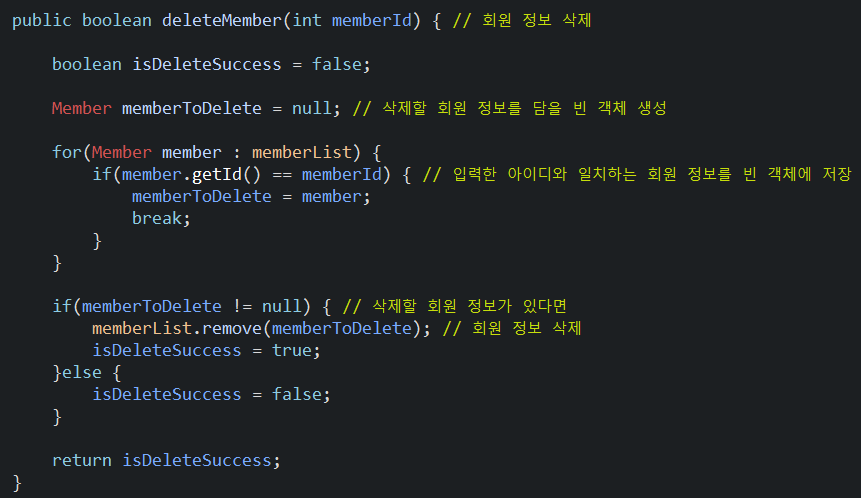 public boolean deleteMember(int memberId) { // 회원 정보 삭제
boolean isDeleteSuccess = false;
Member memberToDelete = null; // 삭제할 회원 정보를 담을 빈 객체 생성
for(Member member : memberList) {
if(member.getId() == memberId) { // 입력한 아이디와 일치하는 회원 정보를 빈 객체에 저장
memberToDelete = member;
break;
}
}
if(memberToDelete != null) { // 삭제할 회원 정보가 있다면
memberList.remove(memberToDelete); // 회원 정보 삭제
isDeleteSuccess = true;
}else {
isDeleteSuccess = false;
}
return isDeleteSuccess;
}